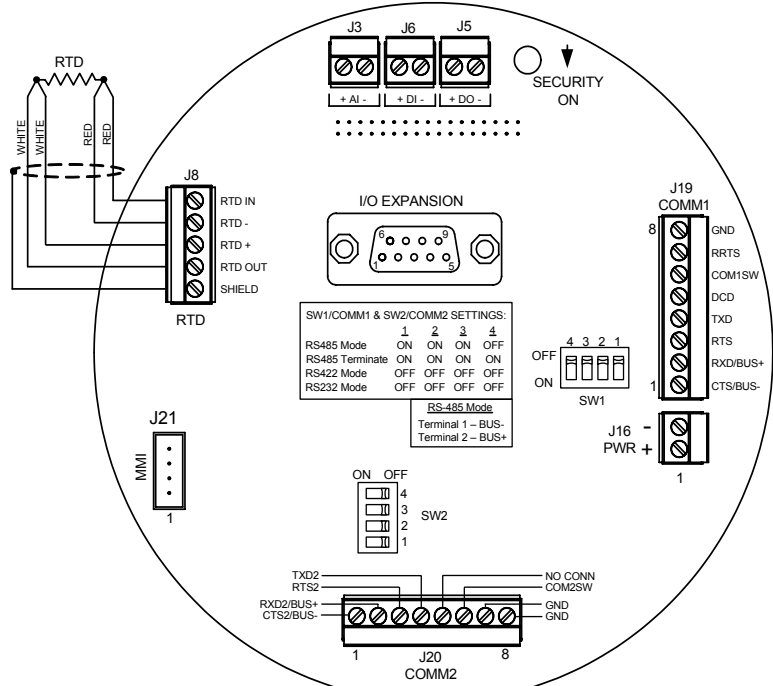 J3 J6 J5
+ AI - + DI - + DO -
SECURITY
ON
RTD
WHITE
WHITE
RED
RED
J8
RTD IN
RTD -
RTD +
RTD OUT
SHIELD
RTD
I/O EXPANSION
6 9
1 5
J19
COMM1
8 GND
RRTS
COM1SW
DCD
TXD
RTS
RXD/BUS+
1 CTS/BUS-
SW1/COMM1 & SW2/COMM2 SETTINGS:
1 2 3 4
RS485 Mode ON ON ON OFF
RS485 Terminate ON ON ON ON
RS422 Mode OFF OFF OFF OFF
RS232 Mode OFF OFF OFF OFF
RS-485 Mode
Terminal 1 – BUS-
Terminal 2 – BUS+
4 3 2 1
OFF
ON
SW1
J16 -
PWR +
1
J21
MMI
1
ON OFF
4
3
2
1
SW2
TXD2
RTS2
RXD2/BUS+
CTS2/BUS-
NO CONN
COM2SW
GND
GND
1 8
J20
COMM2